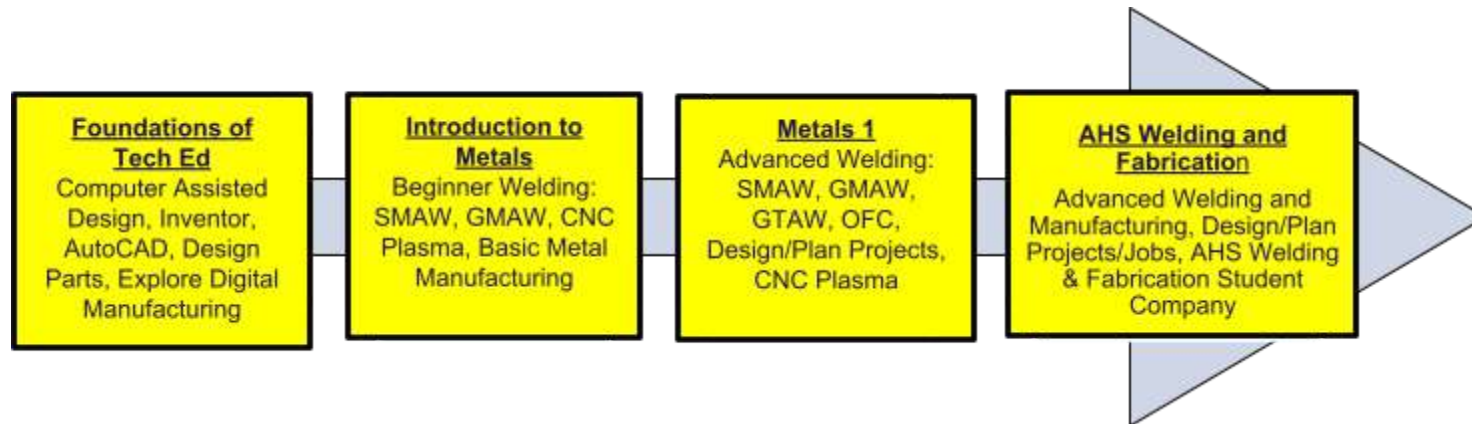 Foundations of
Tech Ed
Computer Assisted
Design, Inventor,
AutoCAD, Design
Parts, Explore Digital
Manufacturing
Introduction to
Metals
Beginner Welding:
SMAW, GMAW, CNC
Plasma, Basic Metal
Manufacturing
Metals 1
Advanced Welding:
SMAW, GMAW,
GTAW, OFC,
Design/Plan Projects,
CNC Plasma
AHS Welding and
Fabrication
Advanced Welding and
Manufacturing, Design/Plan
Projects/Jobs, AHS Welding
& Fabrication Student
Company